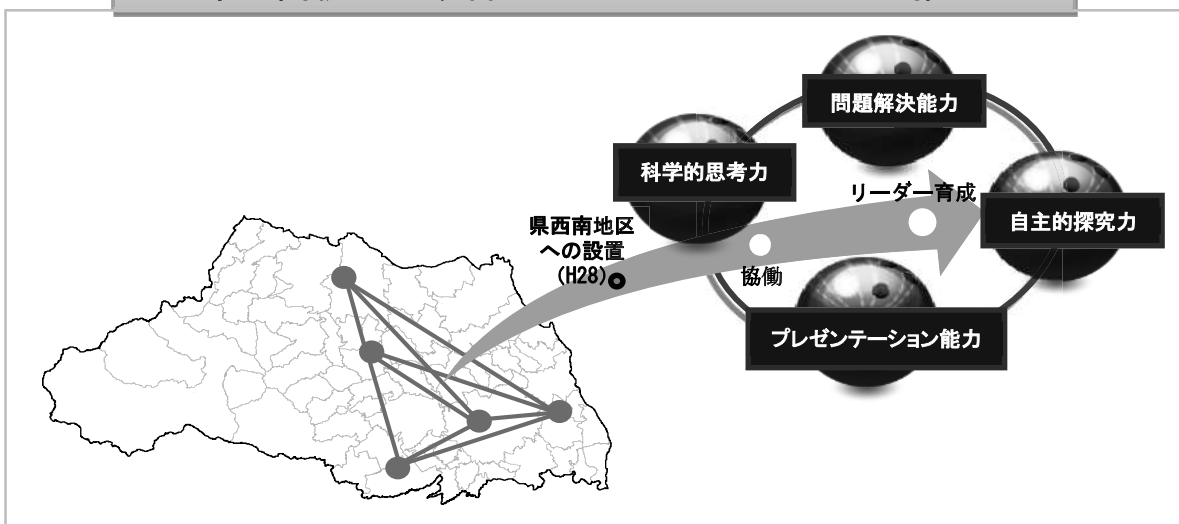 問題解決能力
科学的思考力
リーダー育成
自主的探究力
県西南地区
への設置
(H28)
協働
プレゼンテーション能力